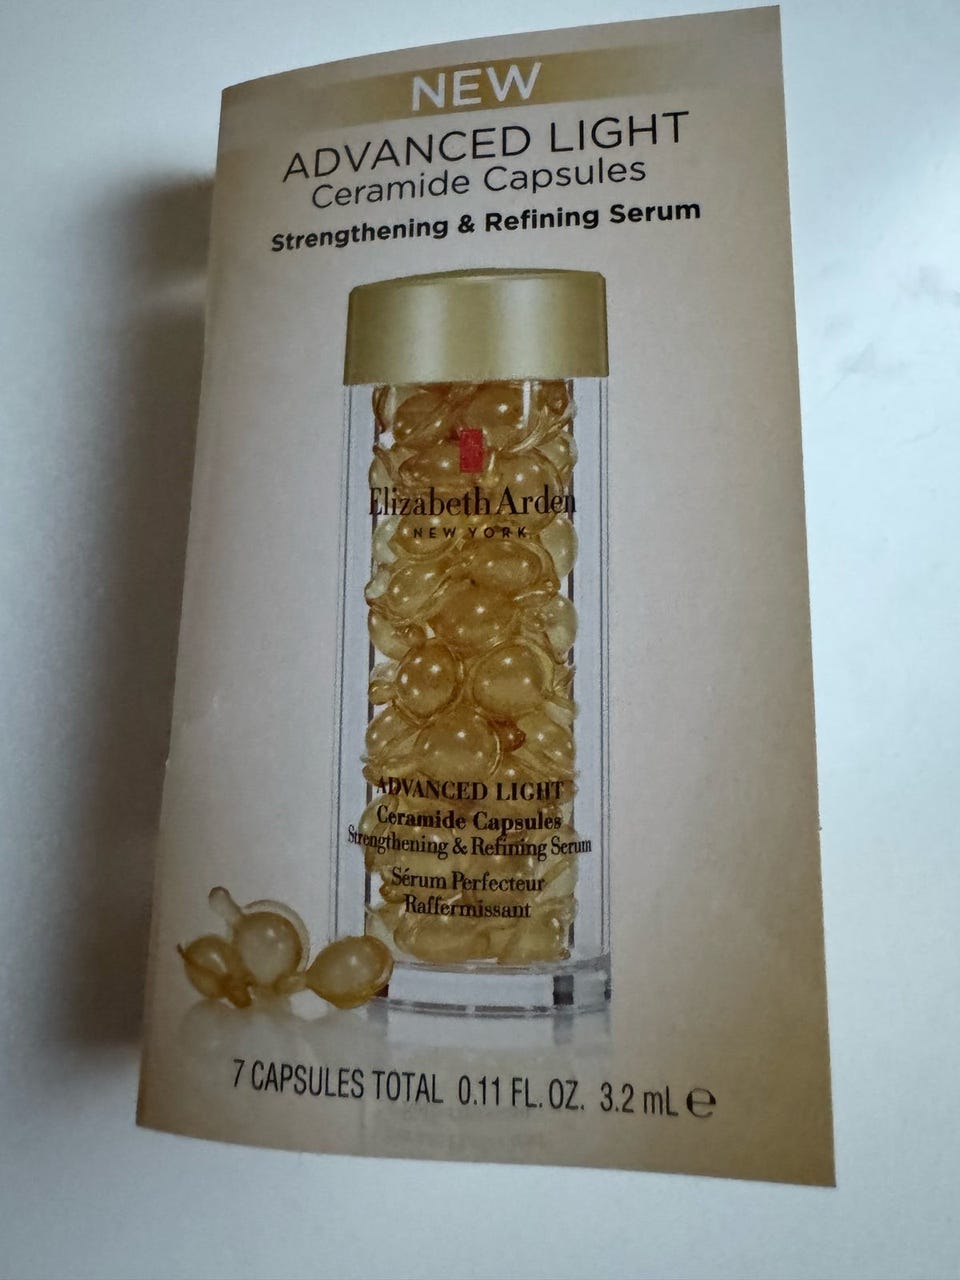 NEW
ADVANCED LIGHT
Ceramide Capsules
Strengthening & Refining Serum
Elizabeth Arden
NEW YORK
ADVANCED LIGHT
Ceramide Capsules
Strengthening & Refining Serum
Sérum Perfecteur
Raffermissant
7 CAPSULES TOTAL 0.11 FL. OZ. 3.2 mL ℮